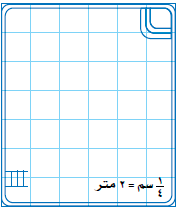 ١/٤ سم = ٢ متر